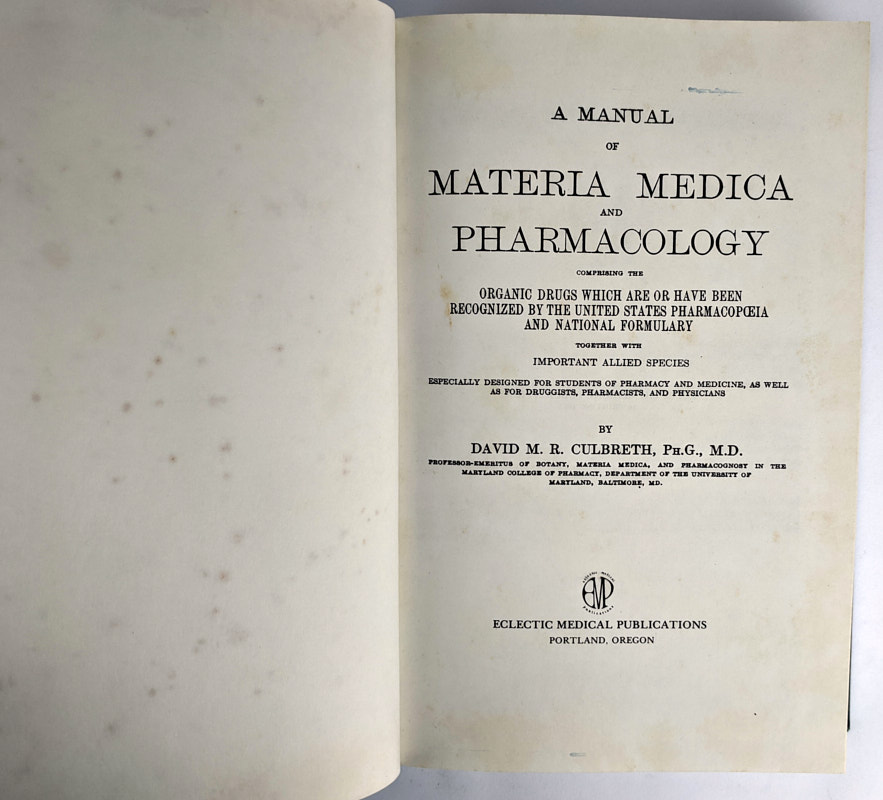 A MANUAL
OF
MATERIA MEDICA
AND
PHARMACOLOGY
COMPRISING THE
ORGANIC DRUGS WHICH ARE OR HAVE BEEN
RECOGNIZED BY THE UNITED STATES PHARMACOPŒIA
AND NATIONAL FORMULARY
TOGETHER WITH
IMPORTANT ALLIED SPECIES
ESPECIALLY DESIGNED FOR STUDENTS OF PHARMACY AND MEDICINE, AS WELL
AS FOR DRUGGISTS, PHARMACISTS, AND PHYSICIANS
BY
DAVID M. R. CULBRETH, PH.G., M.D.
PROFESSOR-EMERITUS OF BOTANY, MATERIA MEDICA, AND PHARMACOGNOSY IN THE
MARYLAND COLLEGE OF PHARMACY, DEPARTMENT OF THE UNIVERSITY OF
MARYLAND, BALTIMORE, MD.
Eclectic Medical
EMP
Publications
ECLECTIC MEDICAL PUBLICATIONS
PORTLAND, OREGON